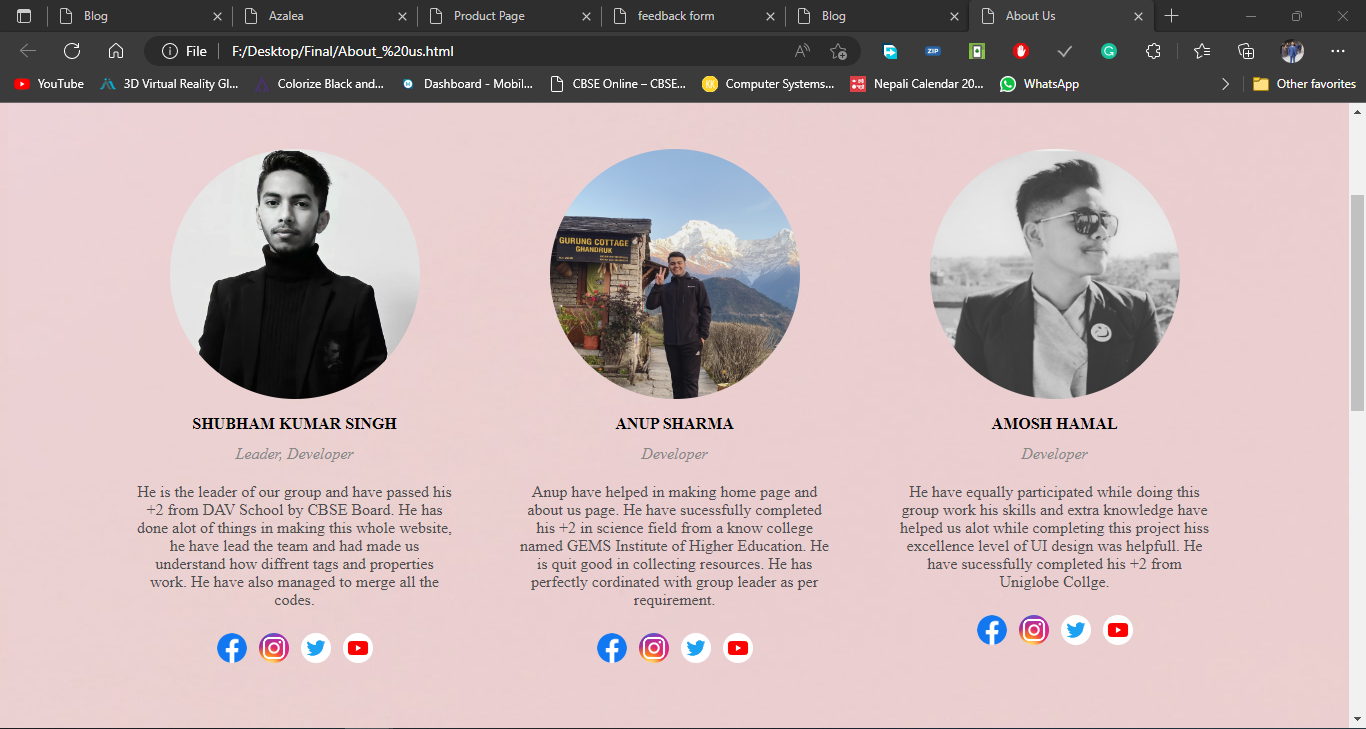 Blog
Azalea
Product Page
feedback form
Blog
About Us
File
F:/Desktop/Final/About_%20us.html
ZIP
YouTube
3D Virtual Reality Gl...
Colorize Black and...
Dashboard - Mobil...
CBSE Online – CBSE...
Computer Systems...
Nepali Calendar 20...
WhatsApp
Other favorites
GURUNG COTTAGE
GHANDRUK
SHUBHAM KUMAR SINGH
Leader, Developer
He is the leader of our group and have passed his
+2 from DAV School by CBSE Board. He has
done alot of things in making this whole website,
he have lead the team and had made us
understand how diffrent tags and properties
work. He have also managed to merge all the
codes.
ANUP SHARMA
Developer
Anup have helped in making home page and
about us page. He have sucessfully completed
his +2 in science field from a know college
named GEMS Institute of Higher Education. He
is quit good in collecting resources. He has
perfectly cordinated with group leader as per
requirement.
AMOSH HAMAL
Developer
He have equally participated while doing this
group work his skills and extra knowledge have
helped us alot while completing this project hiss
excellence level of UI design was helpfull. He
have sucessfully completed his +2 from
Uniglobe Collge.